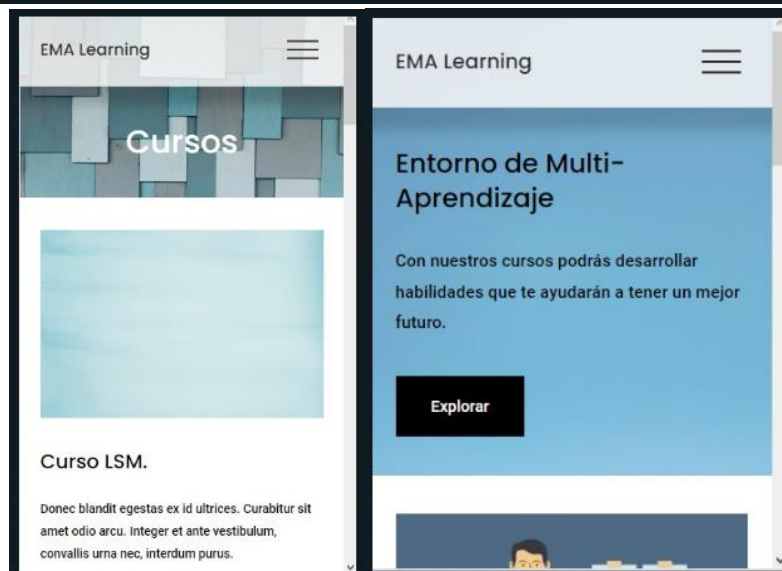 EMA Learning
Cursos
Curso LSM.
Donec blandit egestas ex id ultrices. Curabitur sit
amet odio arcu. Integer et ante vestibulum,
convallis urna nec, interdum purus.
EMA Learning
Entorno de Multi-
Aprendizaje
Con nuestros cursos podrás desarrollar
habilidades que te ayudarán a tener un mejor
futuro.
Explorar